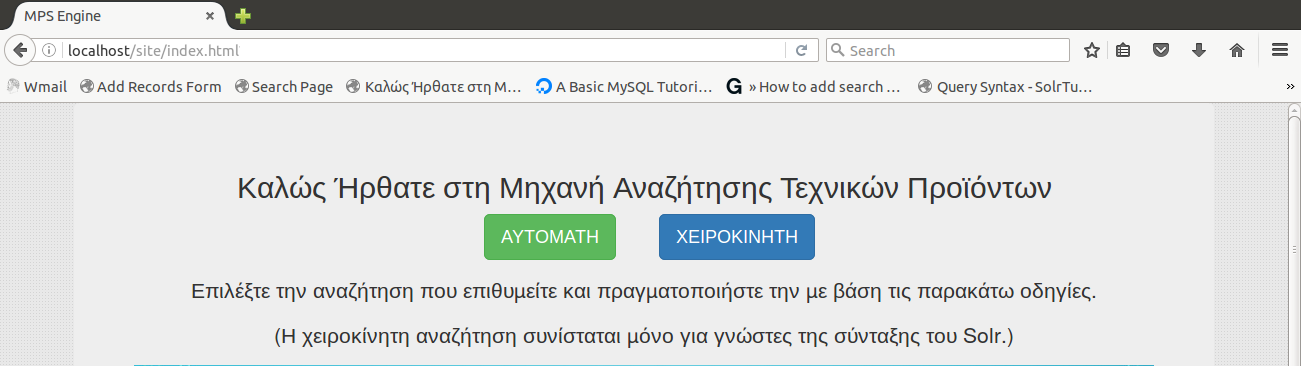 MPS Engine
localhost/site/index.html
Search
Wmail Add Records Form Search Page Καλώς Ήρθατε στη Μ… A Basic MySQL Tutori… G » How to add search … Query Syntax - SolrTu… »
Καλώς Ήρθατε στη Μηχανή Αναζήτησης Τεχνικών Προϊόντων
ΑΥΤΟΜΑΤΗ ΧΕΙΡΟΚΙΝΗΤΗ
Επιλέξτε την αναζήτηση που επιθυμείτε και πραγματοποιήστε την με βάση τις παρακάτω οδηγίες.
(Η χειροκίνητη αναζήτηση συνίσταται μόνο για γνώστες της σύνταξης του Solr.)